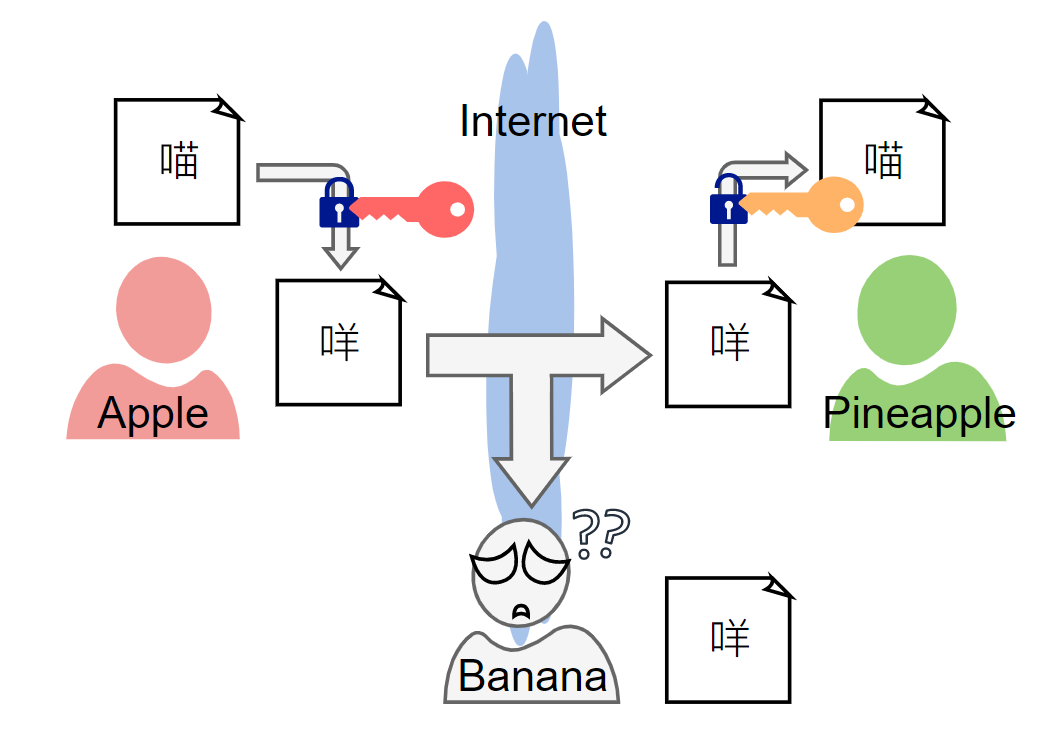 Internet
喵
喵
咩
咩
Apple
Pineapple
??
咩
Banana